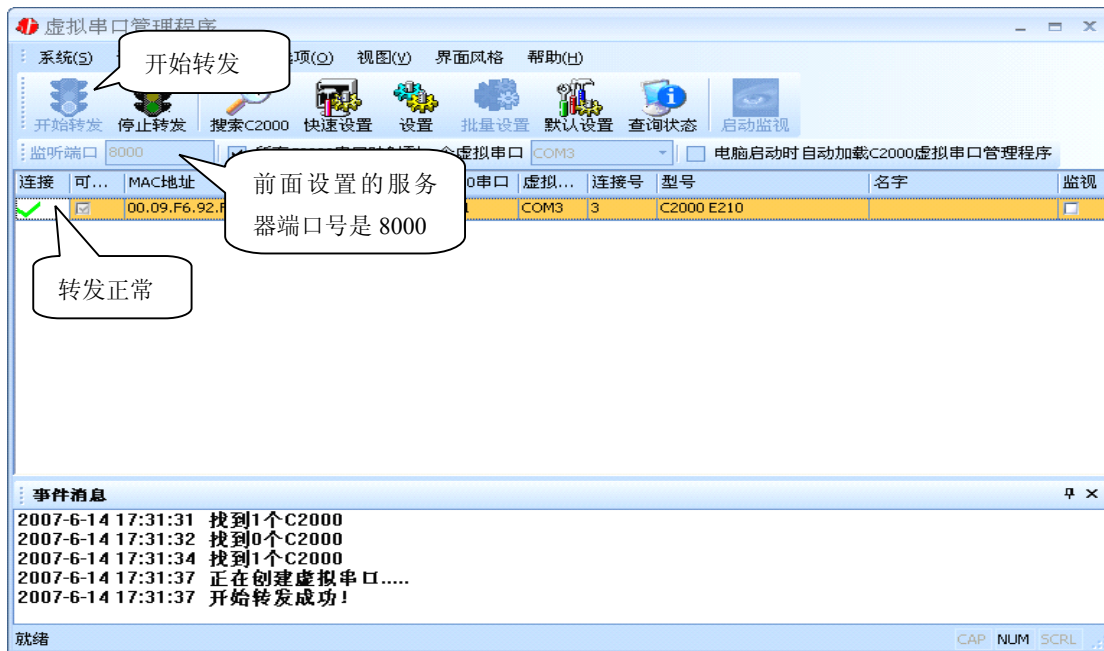 虚拟串口管理程序
系统(S) 项(O) 视图(V) 界面风格 帮助(H)
开始转发
开始转发 停止转发 搜索C2000 快速设置 设置 批量设置 默认设置 查询状态 启动监视
监听端口 8000 虚拟串口 COM3 电脑启动时自动加载C2000虚拟串口管理程序
连接 可... MAC地址 0串口 虚拟... 连接号 型号 名字 监视
00.09.F6.92. COM3 3 C2000 E210
前面设置的服务
器端口号是 8000
转发正常
事件消息
2007-6-14 17:31:31 找到1个C2000
2007-6-14 17:31:32 找到0个C2000
2007-6-14 17:31:34 找到1个C2000
2007-6-14 17:31:37 正在创建虚拟串口.....
2007-6-14 17:31:37 开始转发成功!
就绪 CAP NUM SCRL